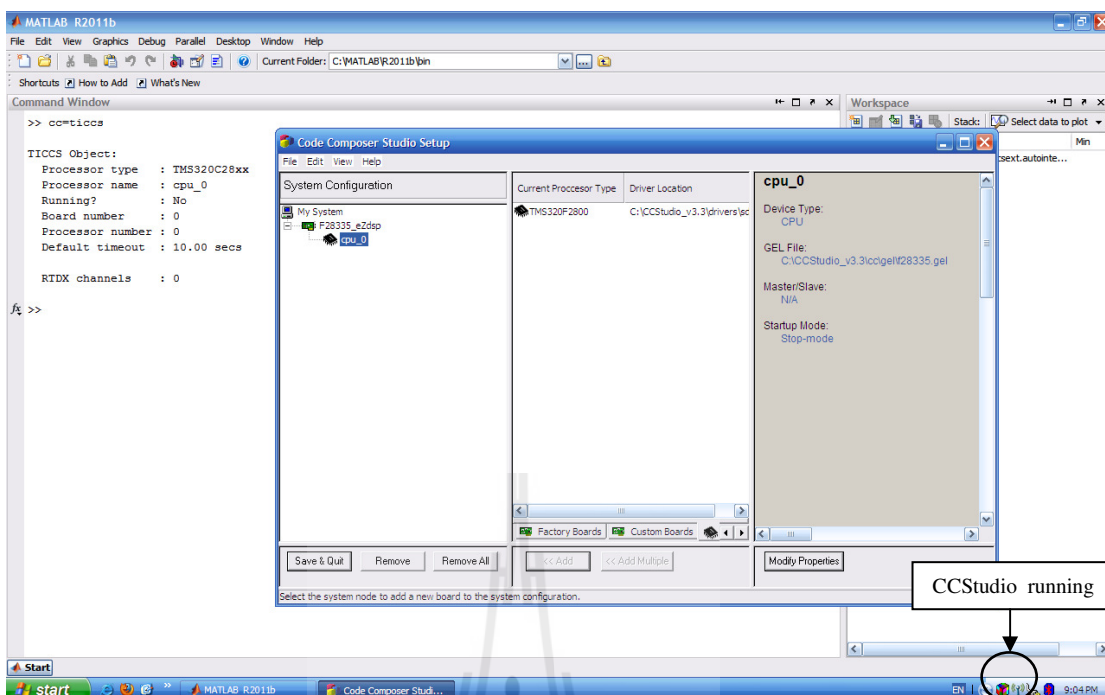 MATLAB R2011b
File Edit View Graphics Debug Parallel Desktop Window Help
Current Folder: C:\MATLAB\R2011b\bin
Shortcuts How to Add What's New
Command Window
>> cc=ticcs
TICCS Object:
Processor type : TMS320C28xx
Processor name : cpu_0
Running? : No
Board number : 0
Processor number : 0
Default timeout : 10.00 secs
RTDX channels : 0
fx >>
Workspace
Stack: Select data to plot
Min
Code Composer Studio Setup
File Edit View Help
System Configuration
My System
F28335_eZdsp
cpu_0
Current Proccesor Type Driver Location
TMS320F2800 C:\CCStudio_v3.3\drivers\
Factory Boards Custom Boards
cpu_0
Device Type:
CPU
GEL File:
C:\CCStudio_v3.3\cc\gel\f28335.gel
Master/Slave:
N/A
Startup Mode:
Stop-mode
Save & Quit Remove Remove All << Add << Add Multiple Modify Properties
Select the system node to add a new board to the system configuration.
CCStudio running
Start
start MATLAB R2011b Code Composer Studi... EN 9:04 PM